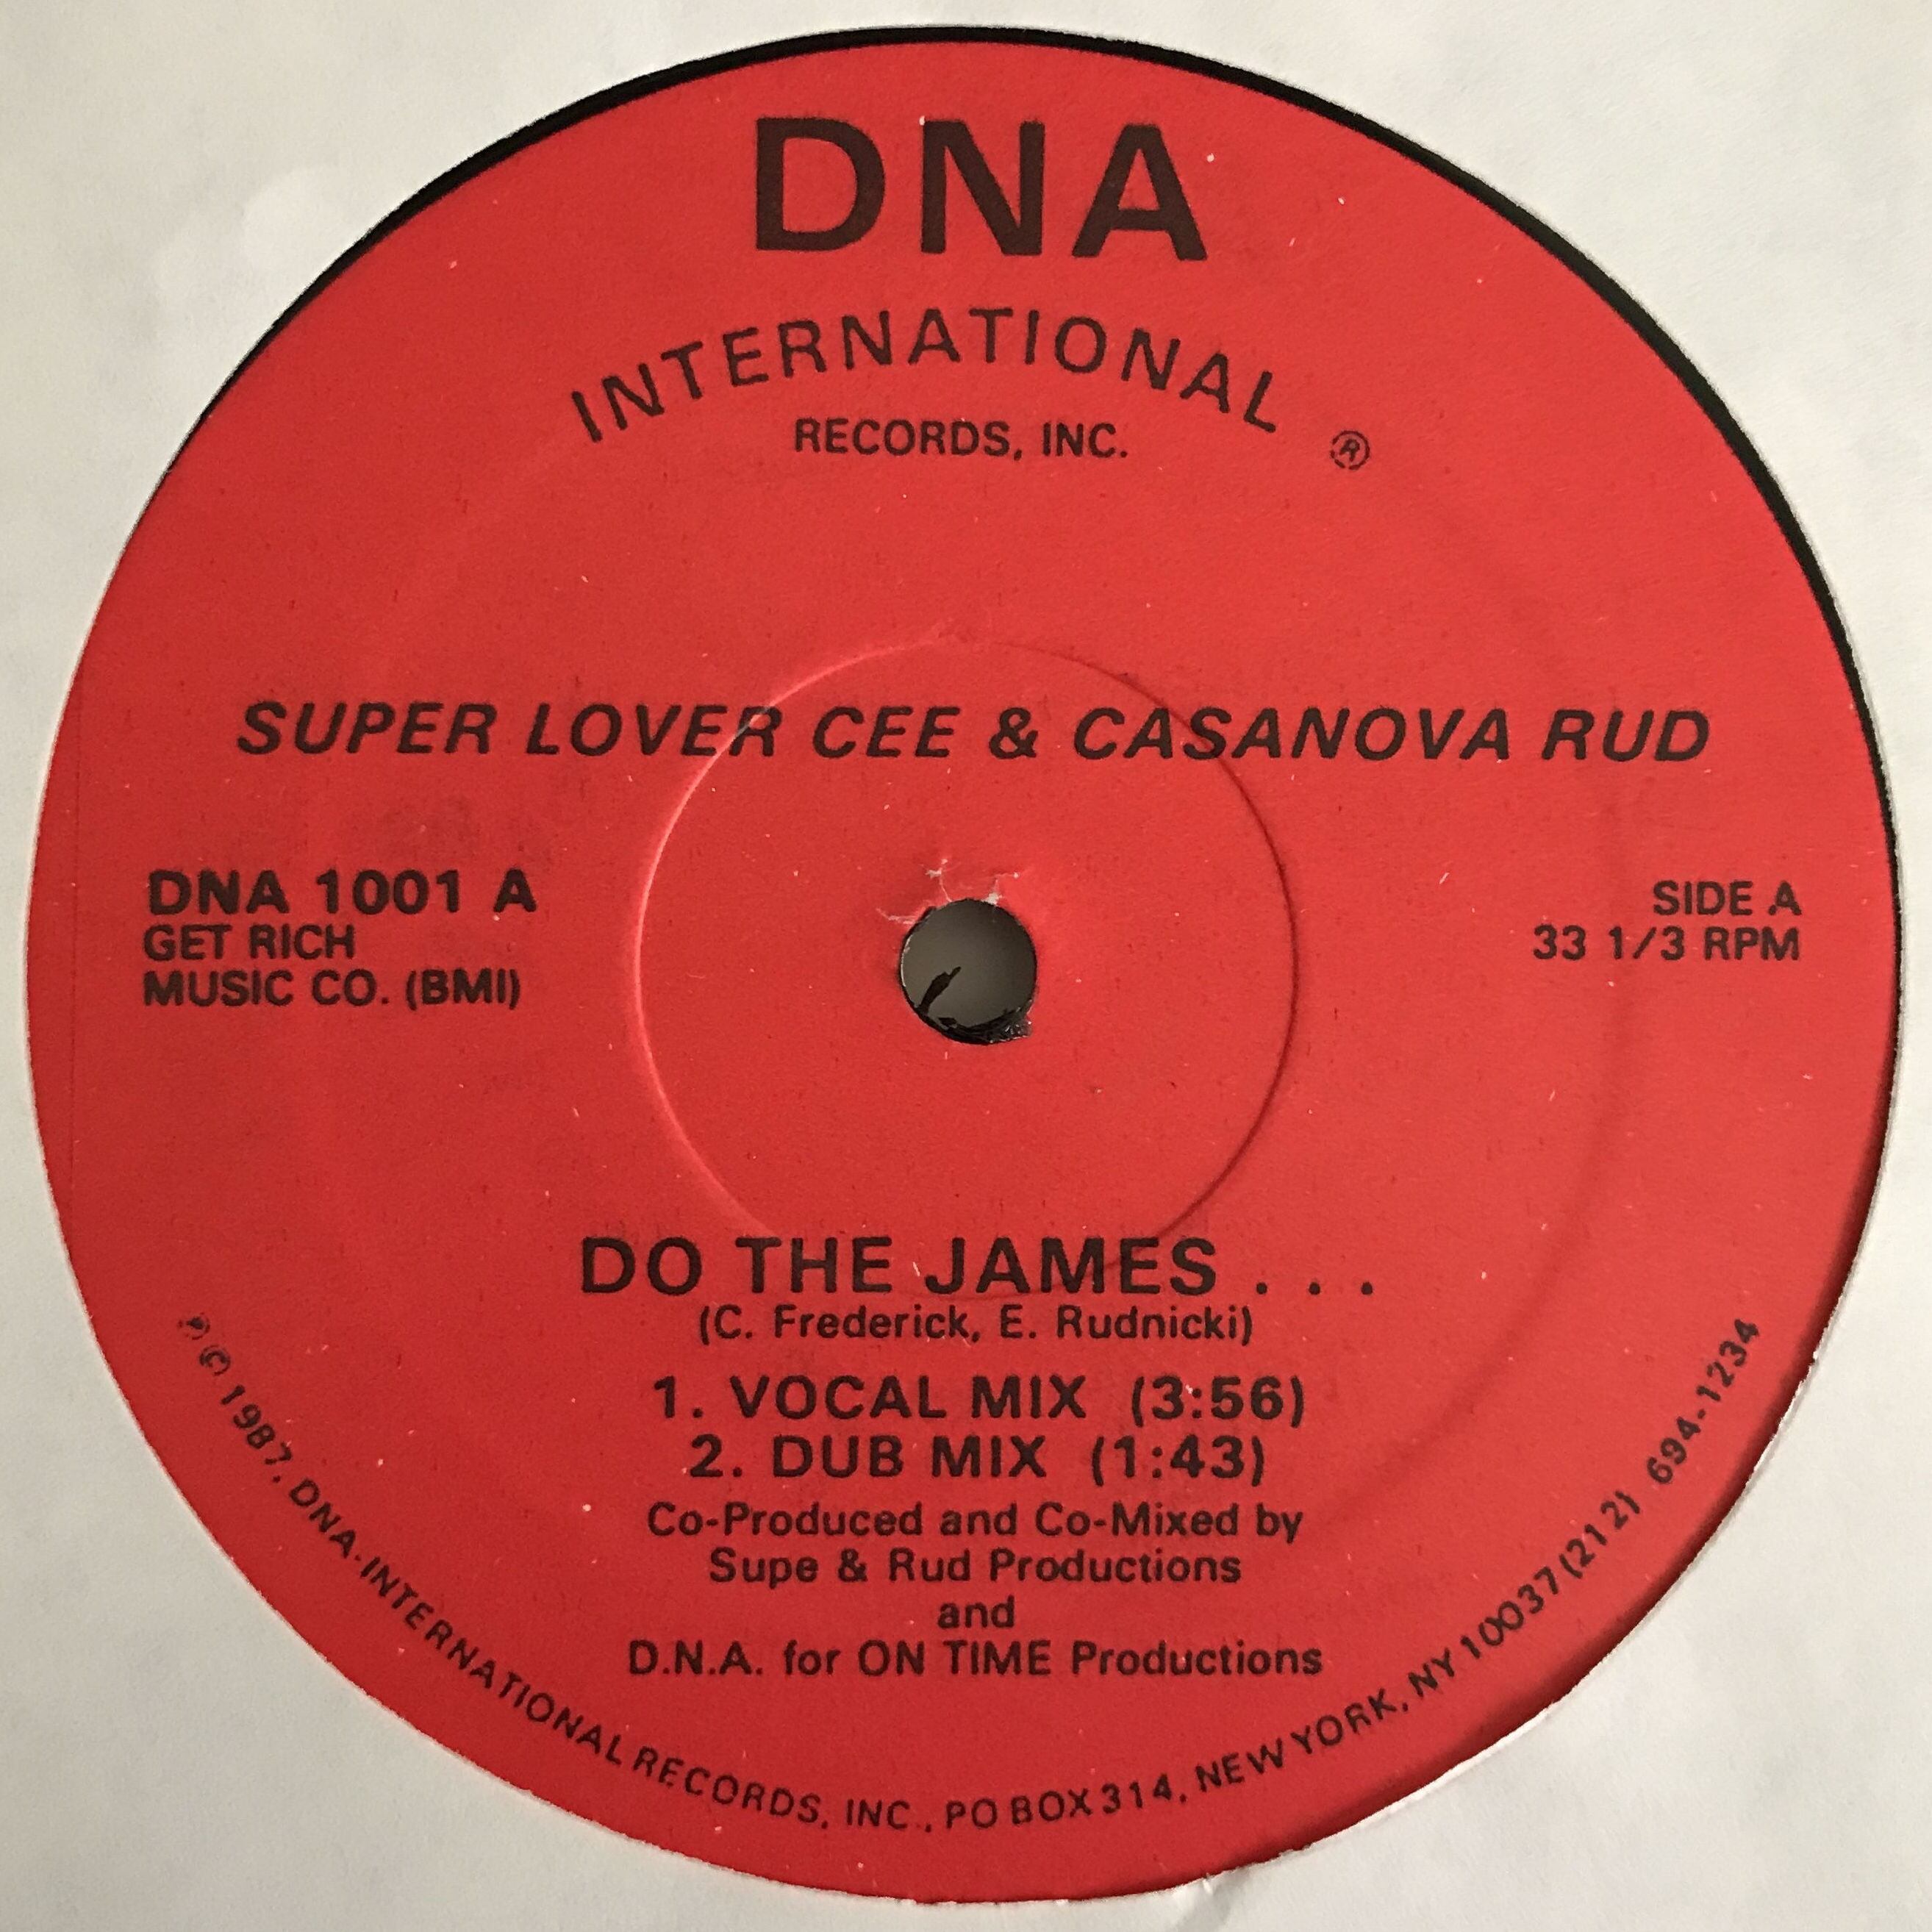 DNA
INTERNATIONAL ®
RECORDS, INC.
SUPER LOVER CEE & CASANOVA RUD
DNA 1001 A
GET RICH
MUSIC CO. (BMI)
SIDE A
33 1/3 RPM
DO THE JAMES . . .
(C. Frederick, E. Rudnicki)
1. VOCAL MIX (3:56)
2. DUB MIX (1:43)
Co-Produced and Co-Mixed by
Supe & Rud Productions
and
D.N.A. for ON TIME Productions
℗ © 1987, DNA-INTERNATIONAL RECORDS, INC., PO BOX 314, NEW YORK, NY 10037 (212) 694-1234